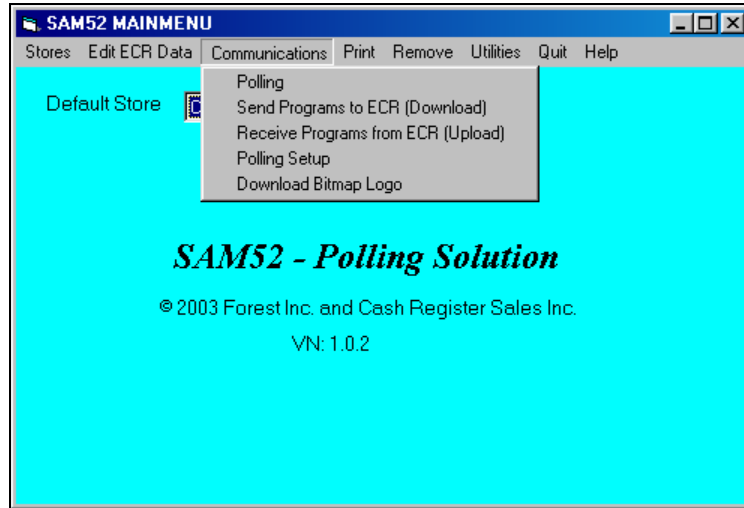 SAM52 MAINMENU
Stores Edit ECR Data Communications Print Remove Utilities Quit Help
Polling
Default Store
Send Programs to ECR (Download)
Receive Programs from ECR (Upload)
Polling Setup
Download Bitmap Logo
SAM52 - Polling Solution
© 2003 Forest Inc. and Cash Register Sales Inc.
VN: 1.0.2